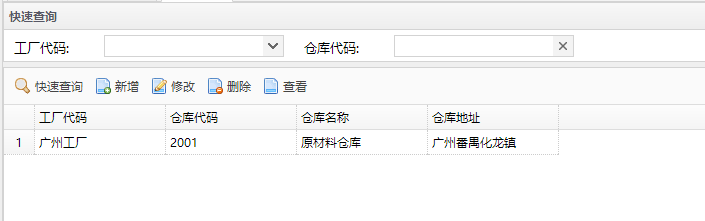 快速查询
工厂代码: 仓库代码:
快速查询 新增 修改 删除 查看
工厂代码 仓库代码 仓库名称 仓库地址
1 广州工厂 2001 原材料仓库 广州番禺化龙镇